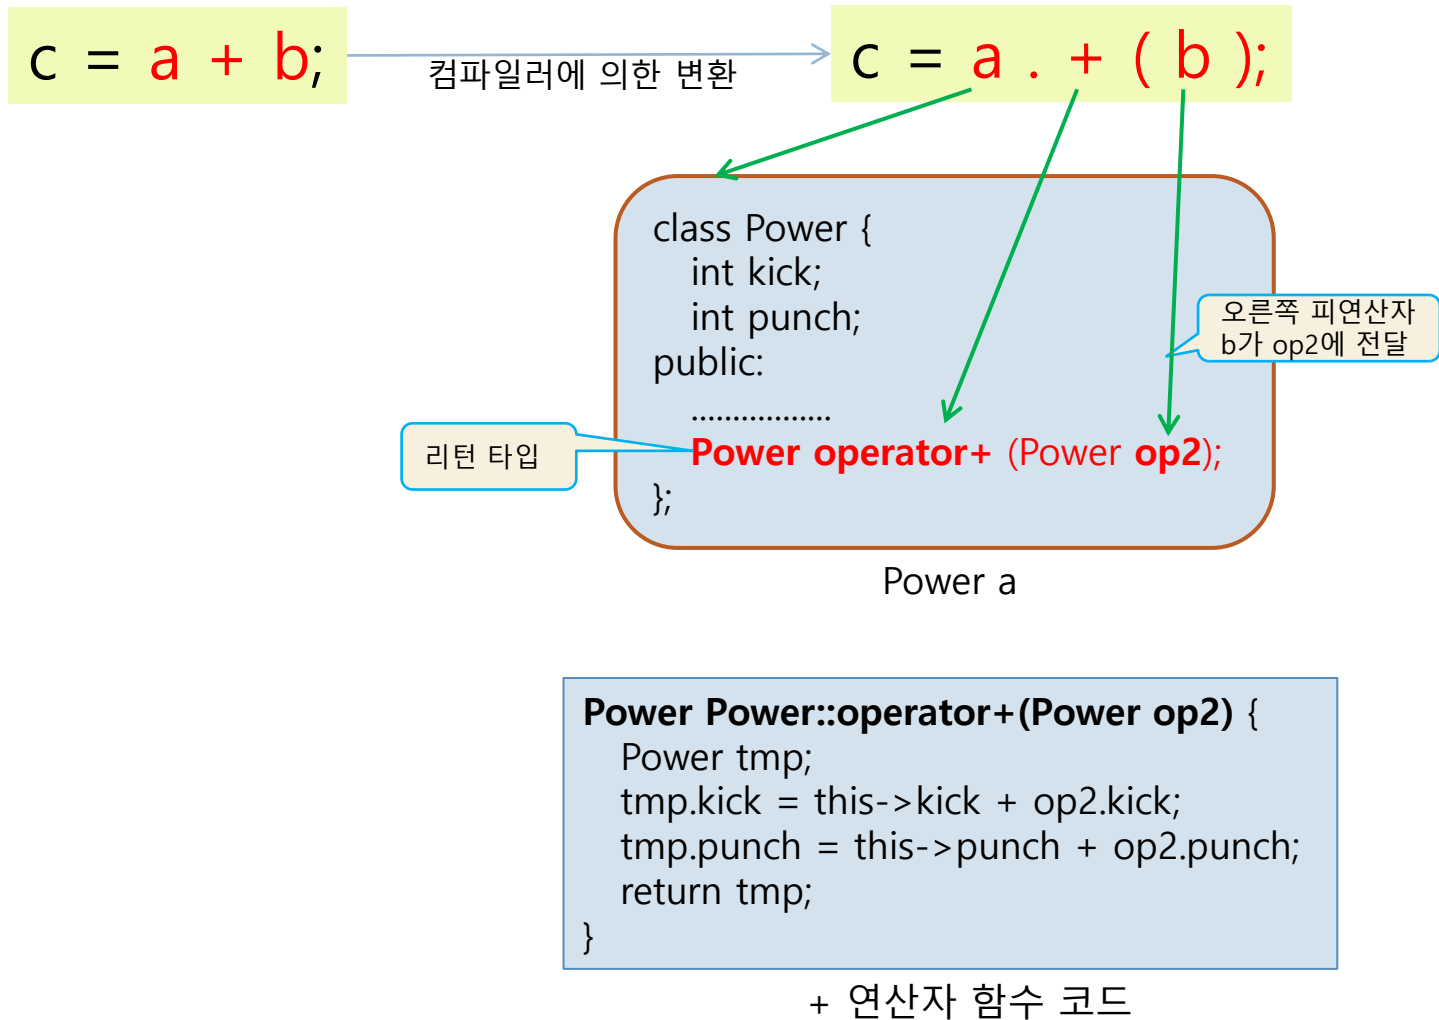 c = a + b;
컴파일러에 의한 변환
c = a . + ( b );
class Power {
int kick;
int punch;
public:
.................
Power operator+ (Power op2);
};
오른쪽 피연산자
b가 op2에 전달
리턴 타입
Power a
Power Power::operator+(Power op2) {
Power tmp;
tmp.kick = this->kick + op2.kick;
tmp.punch = this->punch + op2.punch;
return tmp;
}
+ 연산자 함수 코드